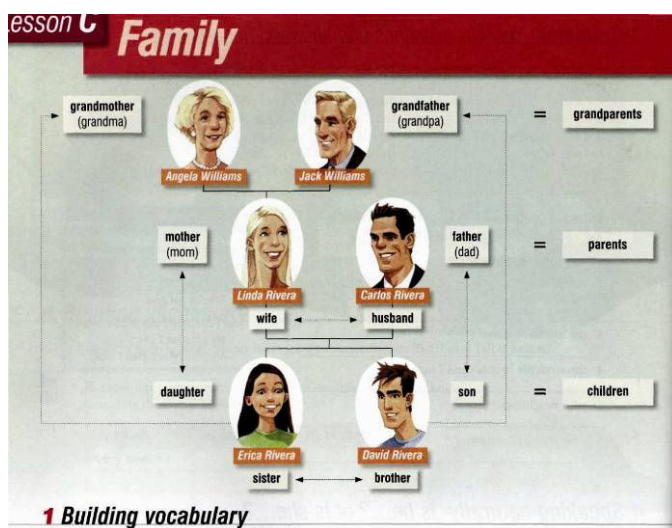 Lesson C
Family
grandmother
(grandma)
grandfather
(grandpa)
=
grandparents
Angela Williams
Jack Williams
mother
(mom)
father
(dad)
=
parents
Linda Rivera
Carlos Rivera
wife
husband
daughter
son
=
children
Erica Rivera
David Rivera
sister
brother
1 Building vocabulary